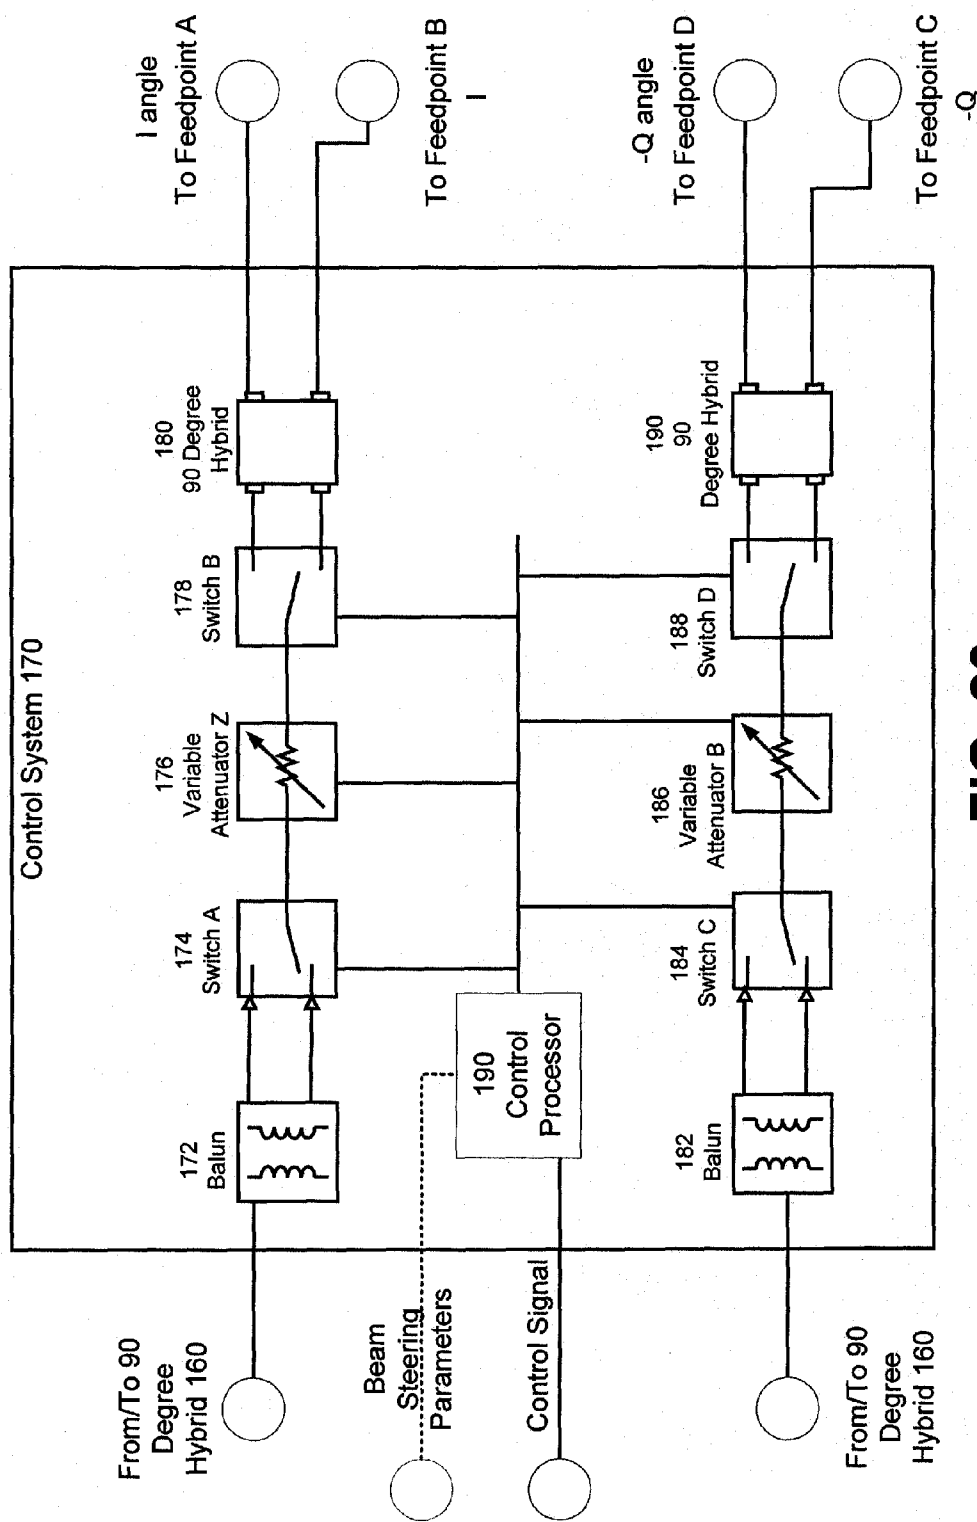 Control System 170
From/To 90
Degree
Hybrid 160
172
Balun
174
Switch A
176
Variable
Attenuator Z
178
Switch B
180
90 Degree
Hybrid
I angle
To Feedpoint A
To Feedpoint B
I
Beam
Steering
Parameters
Control Signal
190
Control
Processor
From/To 90
Degree
Hybrid 160
182
Balun
184
Switch C
186
Variable
Attenuator B
188
Switch D
190
90
Degree Hybrid
-Q angle
To Feedpoint D
To Feedpoint C
-Q